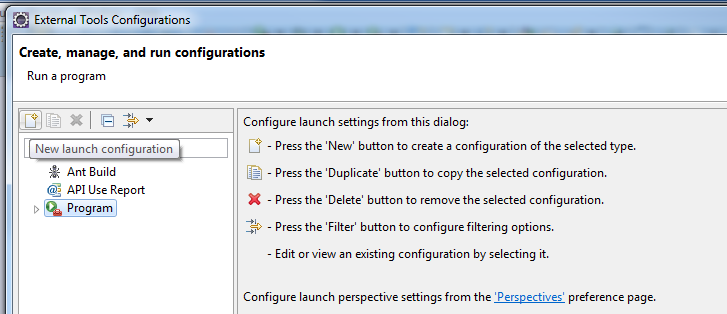 External Tools Configurations
Create, manage, and run configurations
Run a program
Configure launch settings from this dialog:
New launch configuration
- Press the 'New' button to create a configuration of the selected type.
Ant Build
- Press the 'Duplicate' button to copy the selected configuration.
API Use Report
- Press the 'Delete' button to remove the selected configuration.
Program
- Press the 'Filter' button to configure filtering options.
- Edit or view an existing configuration by selecting it.
Configure launch perspective settings from the 'Perspectives' preference page.